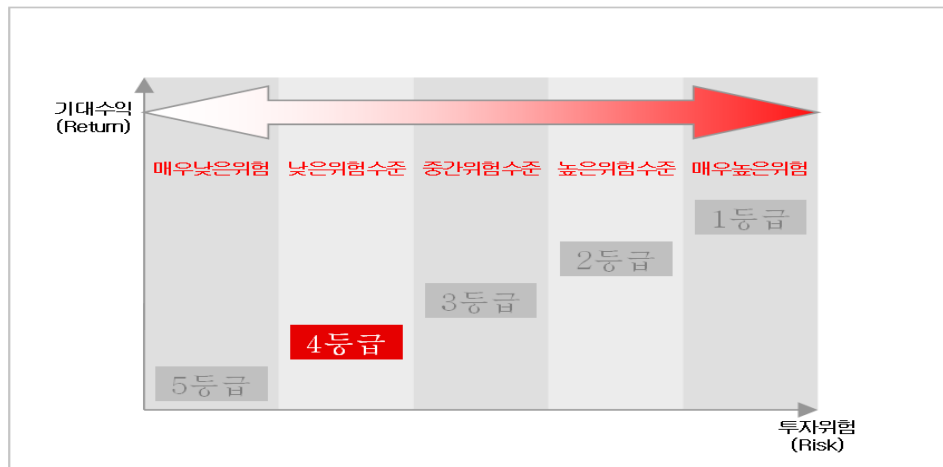 기대수익
(Return)
매우낮은위험 낮은위험수준 중간위험수준 높은위험수준 매우높은위험
1등급
2등급
3등급
4등급
5등급
투자위험
(Risk)